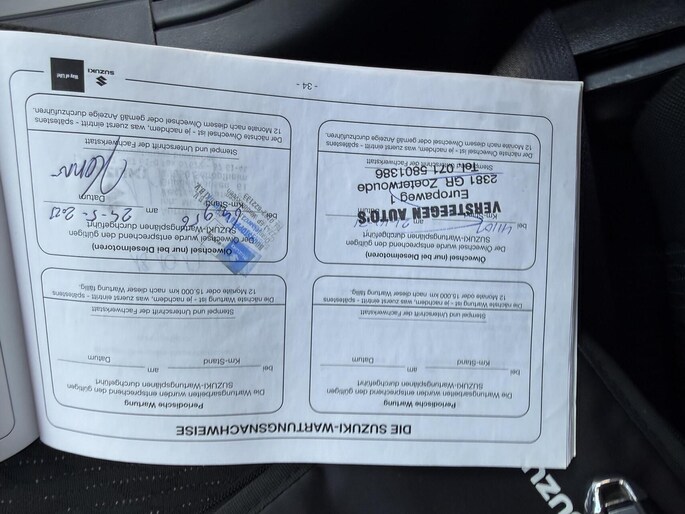 DIE SUZUKI-WARTUNGSNACHWEISE
Periodische Wartung
Die Wartungsarbeiten wurden entsprechend den gültigen
SUZUKI-Wartungsplänen durchgeführt
bei
Km-Stand
am
Datum
Stempel und Unterschrift der Fachwerkstatt
Die nächste Wartung ist - je nachdem, was zuerst eintritt - spätestens
12 Monate oder 15.000 km nach dieser Wartung fällig.
Periodische Wartung
Die Wartungsarbeiten wurden entsprechend den gültigen
SUZUKI-Wartungsplänen durchgeführt
bei
Km-Stand
am
Datum
Stempel und Unterschrift der Fachwerkstatt
Die nächste Wartung ist - je nachdem, was zuerst eintritt - spätestens
12 Monate oder 15.000 km nach dieser Wartung fällig.
Ölwechsel (nur bei Dieselmotoren)
Der Ölwechsel wurde entsprechend den gültigen
SUZUKI-Wartungsplänen durchgeführt
bei
Km-Stand
am
VERSTEEGEN AUTO'S
Europaweg 1
2381 GR Zoeterwoude
Tel. 071 5801386
Stempel und Unterschrift der Fachwerkstatt
Der nächste Ölwechsel ist - je nachdem, was zuerst eintritt - spätestens
12 Monate nach diesem Ölwechsel oder gemäß Anzeige durchzuführen.
Ölwechsel (nur bei Dieselmotoren)
Der Ölwechsel wurde entsprechend den gültigen
SUZUKI-Wartungsplänen durchgeführt
Km-Stand
am
Datum
Stempel und Unterschrift der Fachwerkstatt
Der nächste Ölwechsel ist - je nachdem, was zuerst eintritt - spätestens
12 Monate nach diesem Ölwechsel oder gemäß Anzeige durchzuführen.
- 34 -
SUZUKI
Way of Life!